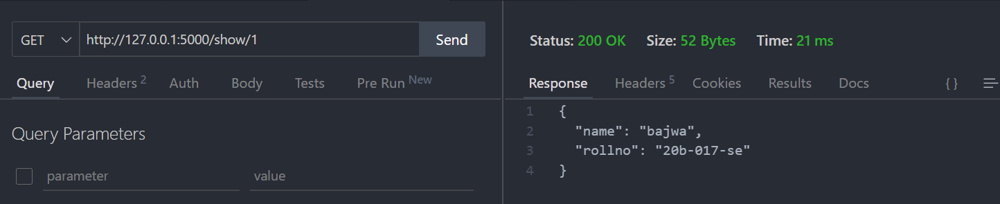 GET http://127.0.0.1:5000/show/1 Send
Query Headers 2 Auth Body Tests Pre Run New
Query Parameters
parameter value
Status: 200 OK Size: 52 Bytes Time: 21 ms
Response Headers 5 Cookies Results Docs { }
1 {
2 "name": "bajwa",
3 "rollno": "20b-017-se"
4 }